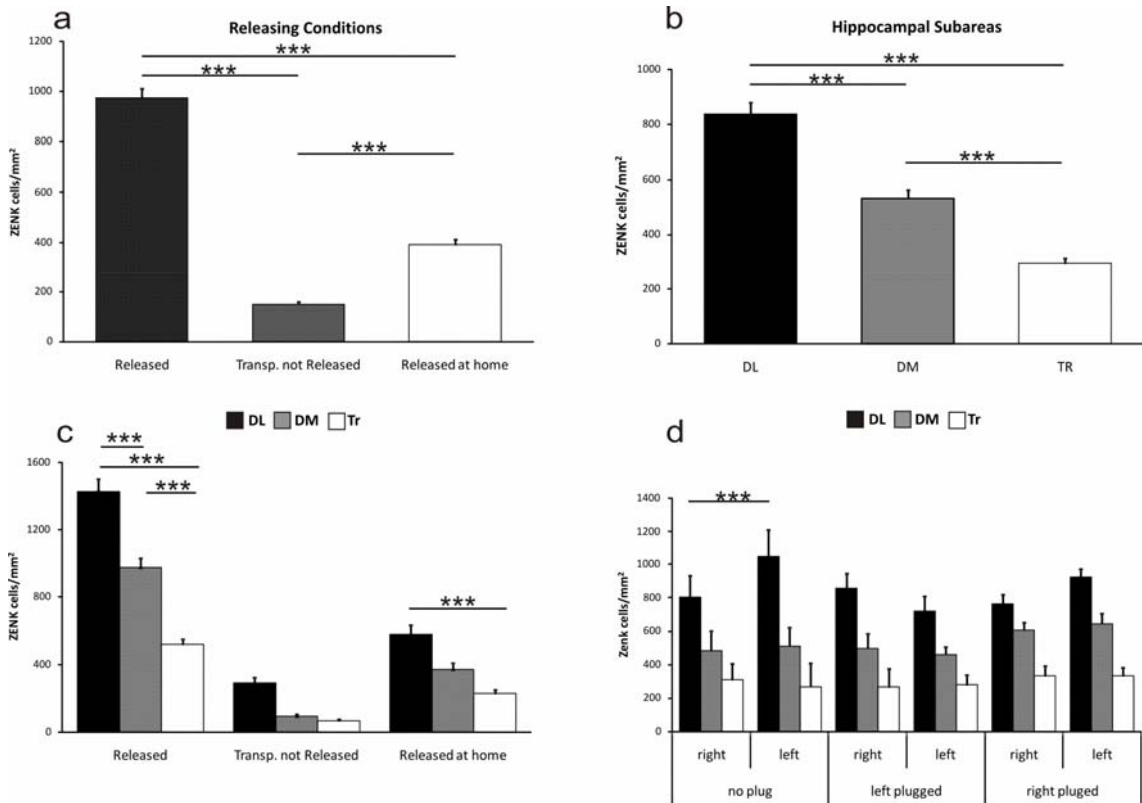 a
Releasing Conditions
ZENK cells/mm²
1200
1000
800
600
400
200
0
***
***
***
Released
Transp. not Released
Released at home
b
Hippocampal Subareas
ZENK cells/mm²
1000
800
600
400
200
0
***
***
***
DL
DM
TR
c
DL DM Tr
ZENK cells/mm²
1600
1200
800
400
0
***
***
***
***
Released
Transp. not Released
Released at home
d
DL DM Tr
Zenk cells/mm²
1400
1200
1000
800
600
400
200
0
***
right left right left right left
no plug left plugged right pluged